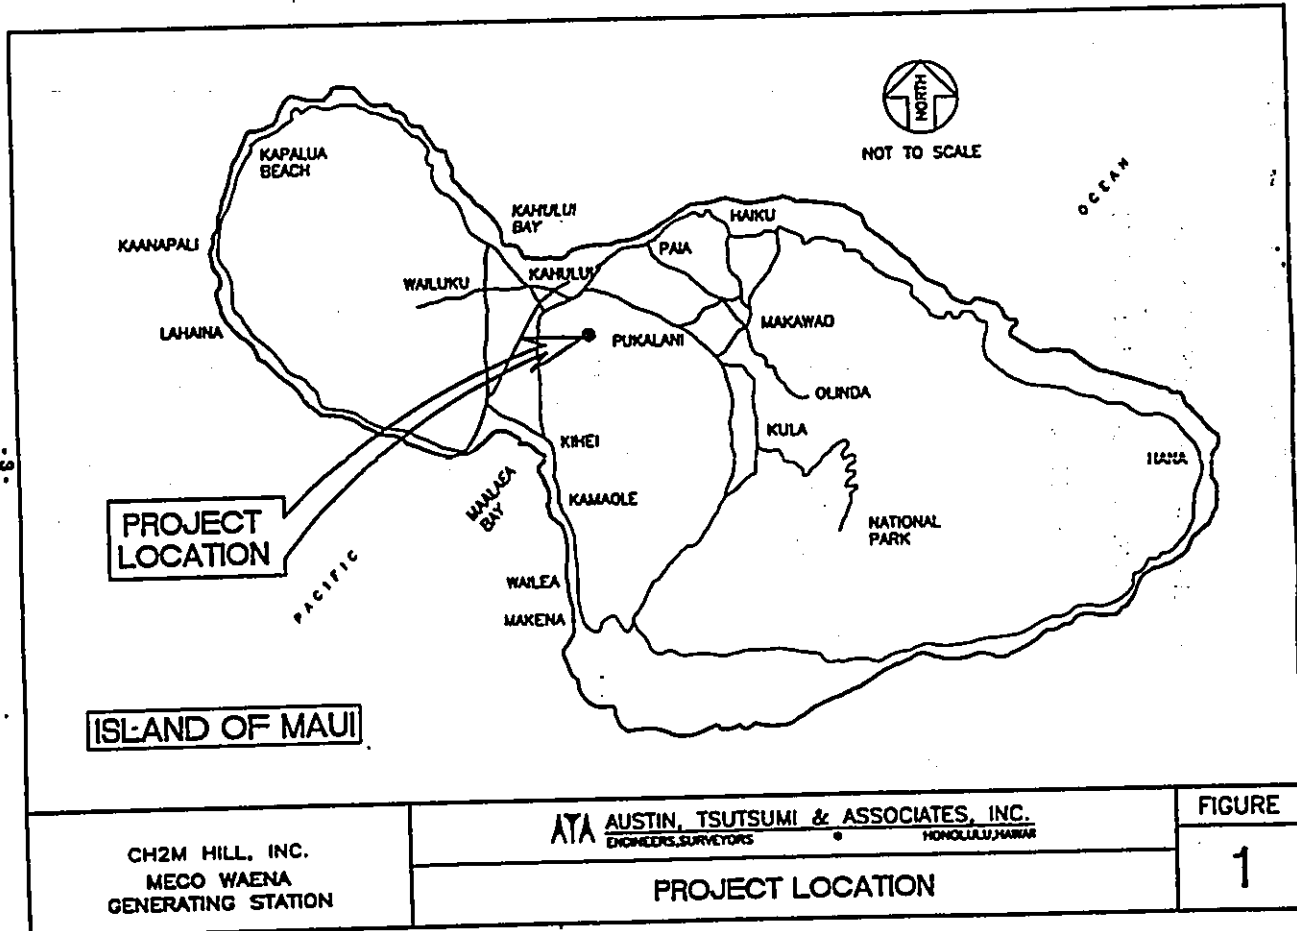 NORTH
NOT TO SCALE
OCEAN
KAPALUA
BEACH
KAHULUI
BAY
HAIKU
KAANAPALI
PAIA
WAILUKU
KAHULUI
LAHAINA
PUKALANI
MAKAWAO
OLINDA
KULA
KIHEI
HANA
MAALAEA
BAY
KAMAOLE
NATIONAL
PARK
PROJECT
LOCATION
PACIFIC
WAILEA
MAKENA
ISLAND OF MAUI
-3-
CH2M HILL, INC.
MECO WAENA
GENERATING STATION
ATA AUSTIN, TSUTSUMI & ASSOCIATES, INC.
ENGINEERS,SURVEYORS • HONOLULU,HAWAII
PROJECT LOCATION
FIGURE
1